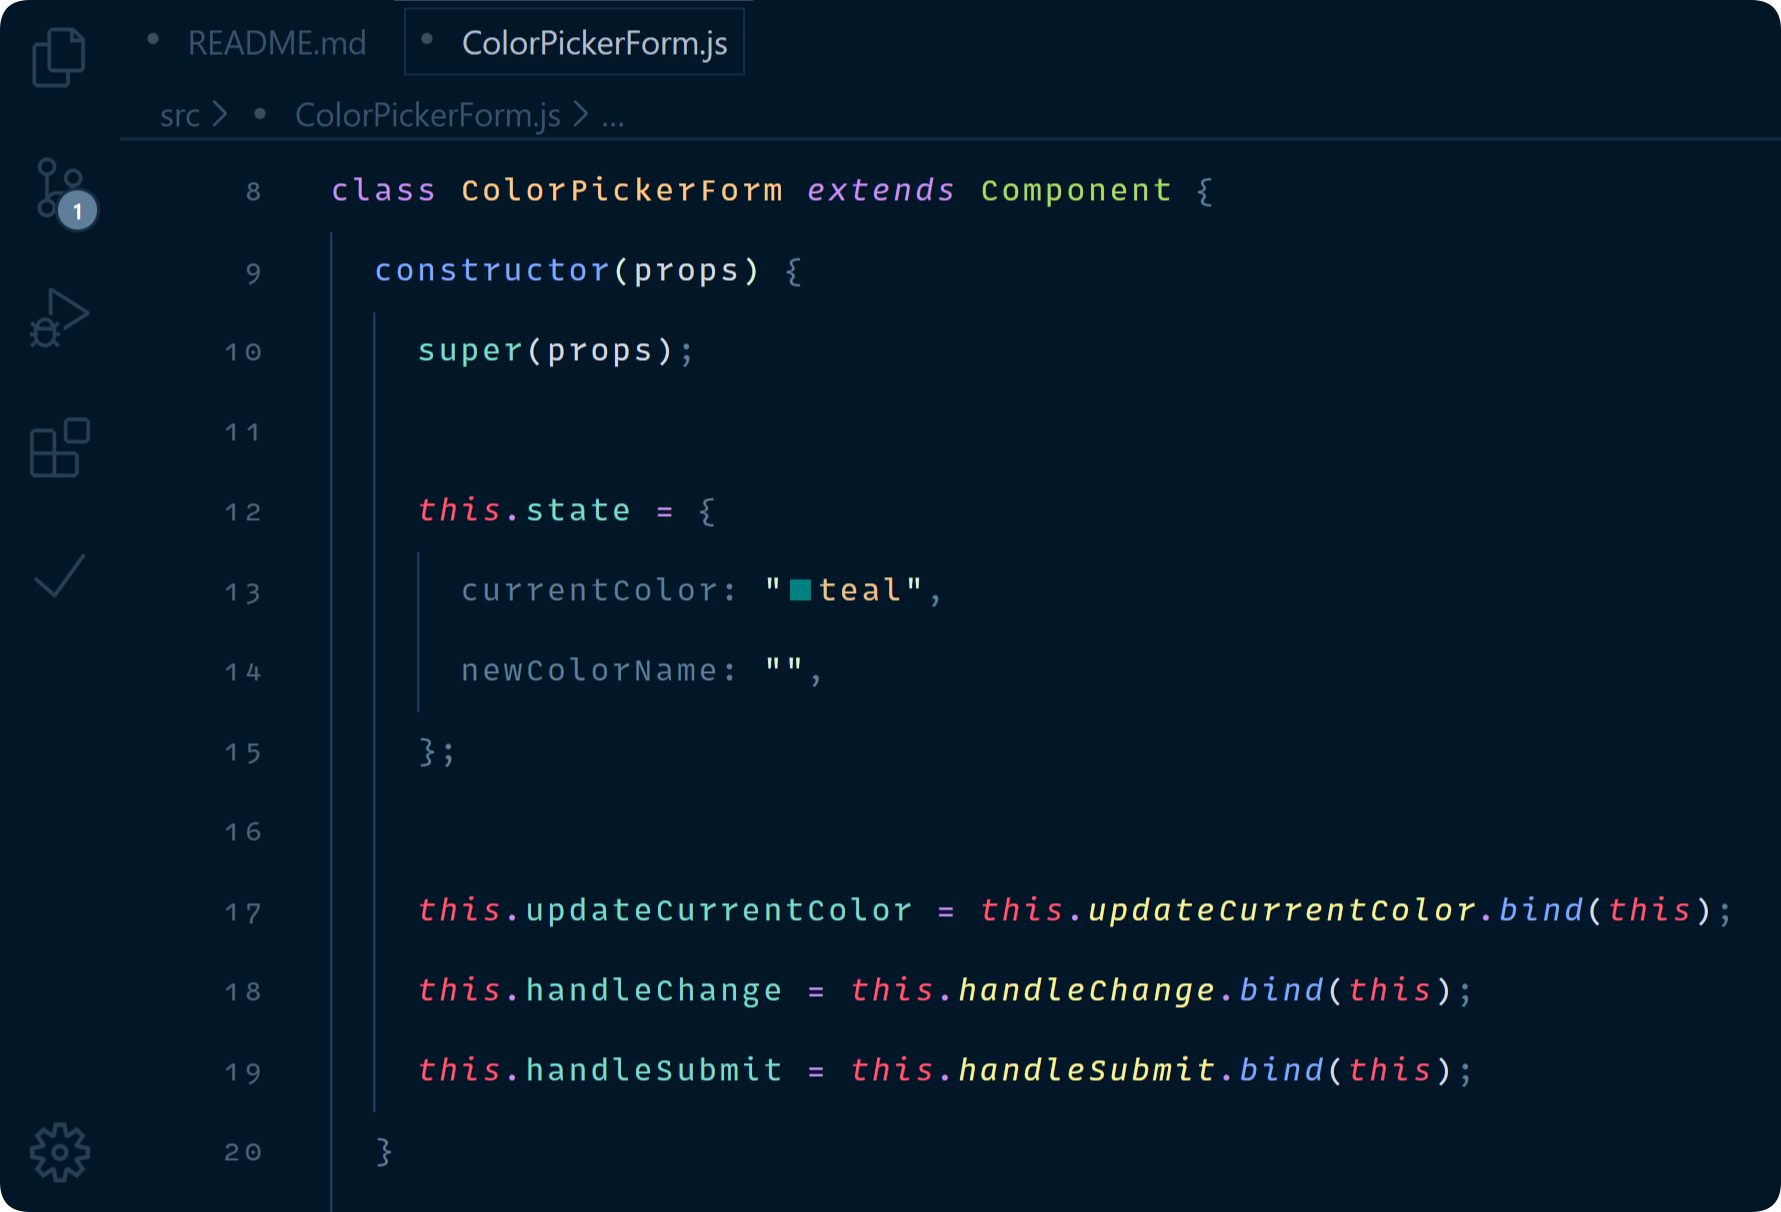 README.md ColorPickerForm.js
src > ColorPickerForm.js > ...
1
8 class ColorPickerForm extends Component {
9 constructor(props) {
10 super(props);
11
12 this.state = {
13 currentColor: "teal",
14 newColorName: "",
15 };
16
17 this.updateCurrentColor = this.updateCurrentColor.bind(this);
18 this.handleChange = this.handleChange.bind(this);
19 this.handleSubmit = this.handleSubmit.bind(this);
20 }